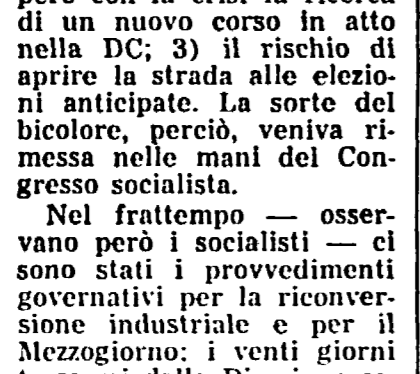 però con la crisi la ricerca
di un nuovo corso in atto
nella DC; 3) il rischio di
aprire la strada alle elezio-
ni anticipate. La sorte del
bicolore, perciò, veniva ri-
messa nelle mani del Con-
gresso socialista.
Nel frattempo — osser-
vano però i socialisti — ci
sono stati i provvedimenti
governativi per la riconver-
sione industriale e per il
Mezzogiorno: i venti giorni